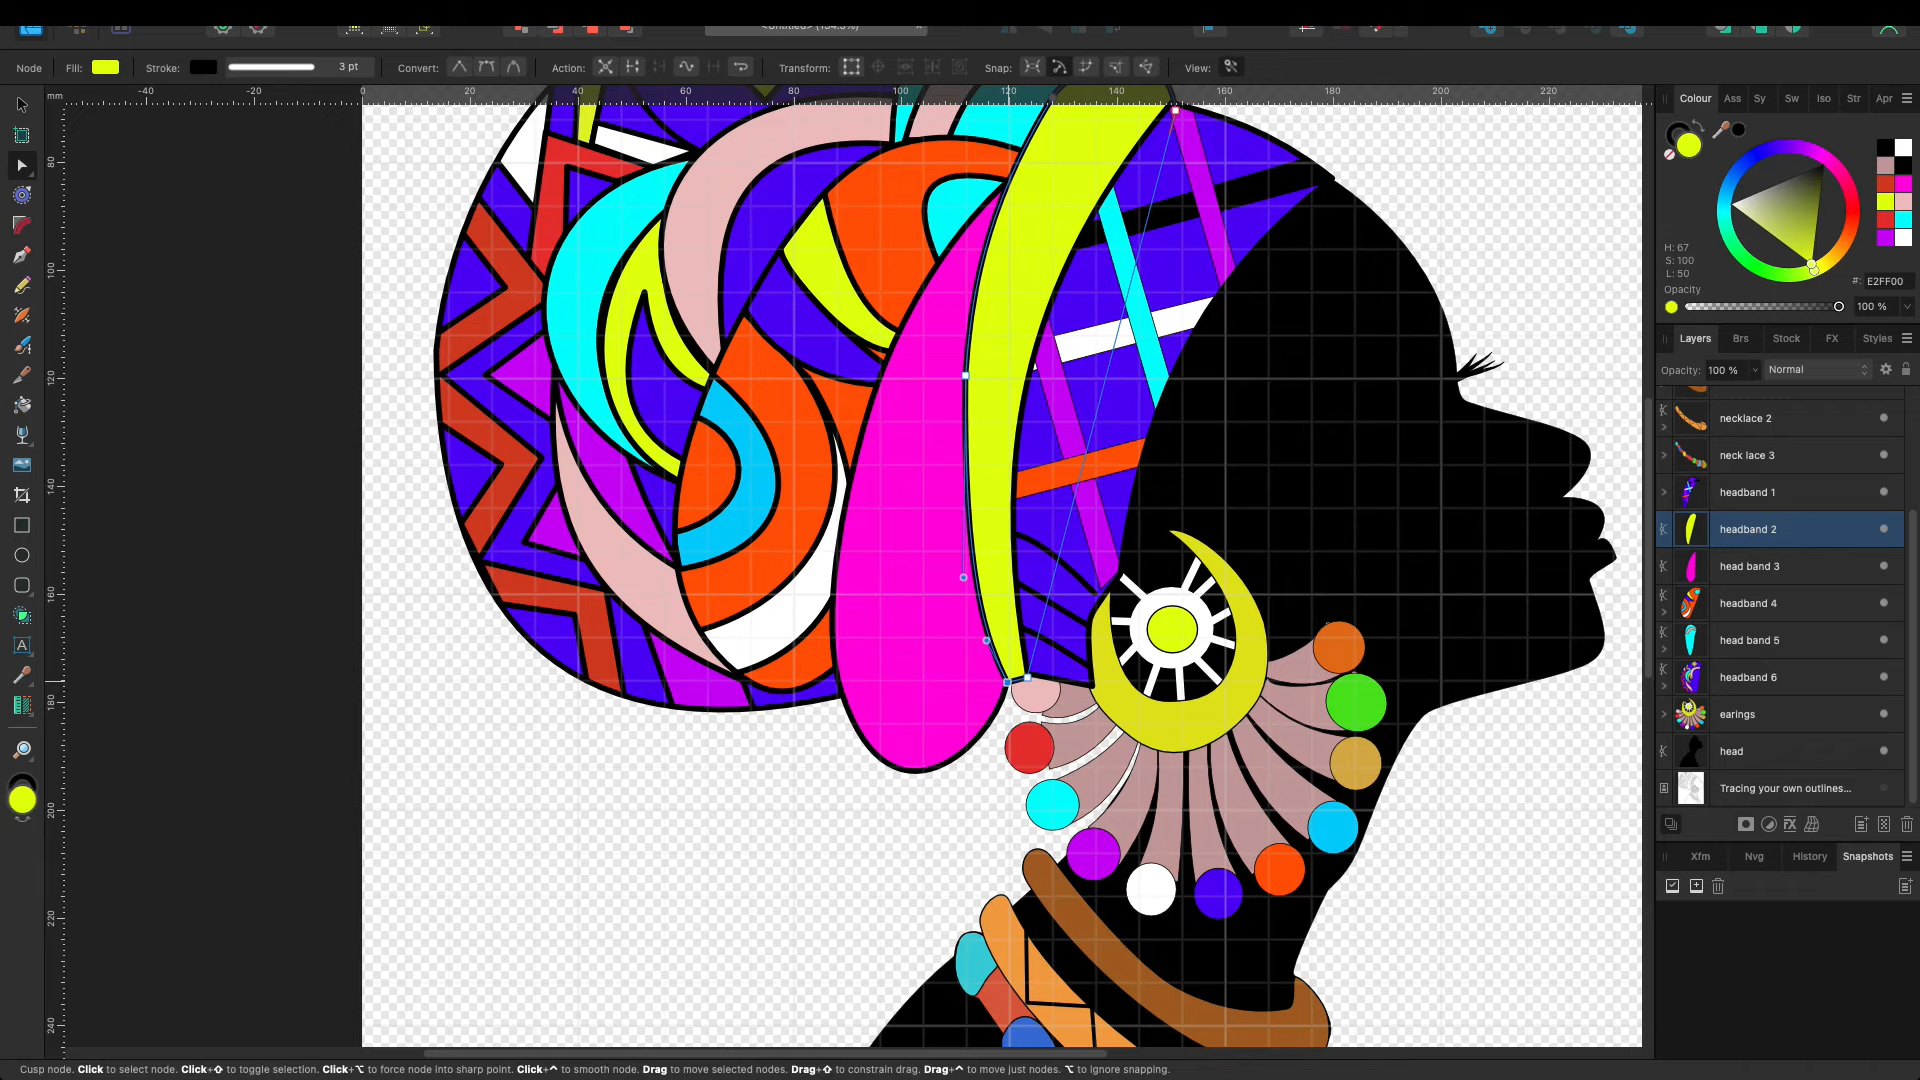 <Untitled> (154.3%)
Node Fill: Stroke: 3 pt Convert: Action: Transform: Snap: View:
mm -40 -20 0 20 40 60 80 100 120 140 160 180 200 220
80
100
120
140
160
180
200
220
240
Colour Ass Sy Sw Iso Str Apr
H: 67
S: 100
L: 50
#: E2FF00
Opacity
100 %
Layers Brs Stock FX Styles
Opacity: 100 % Normal
necklace 2
neck lace 3
headband 1
headband 2
head band 3
headband 4
head band 5
headband 6
earings
head
Tracing your own outlines...
Xfm Nvg History Snapshots
Cusp node. Click to select node. Click+⇧ to toggle selection. Click+⌥ to force node into sharp point. Click+⌃ to smooth node. Drag to move selected nodes. Drag+⇧ to constrain drag. Drag+⌃ to move just nodes. ⌥ to ignore snapping.